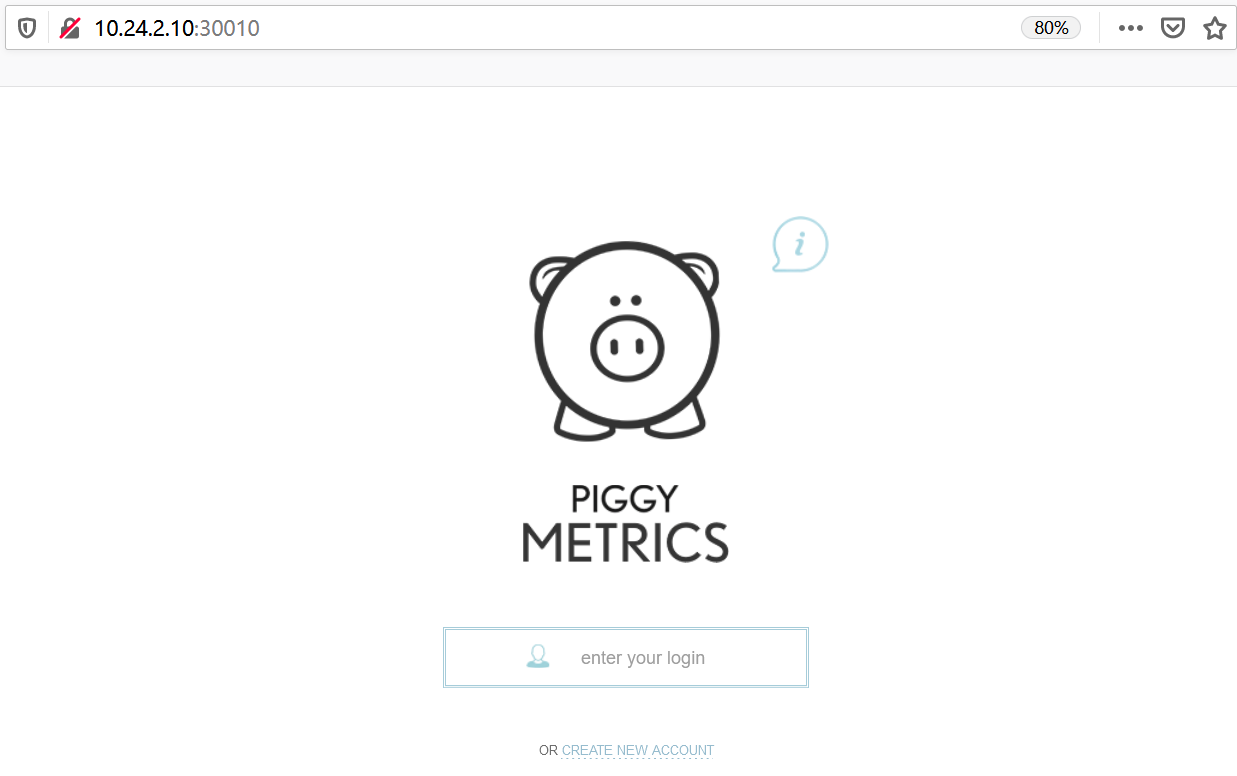 10.24.2.10:30010
80%
i
PIGGY
METRICS
enter your login
OR CREATE NEW ACCOUNT